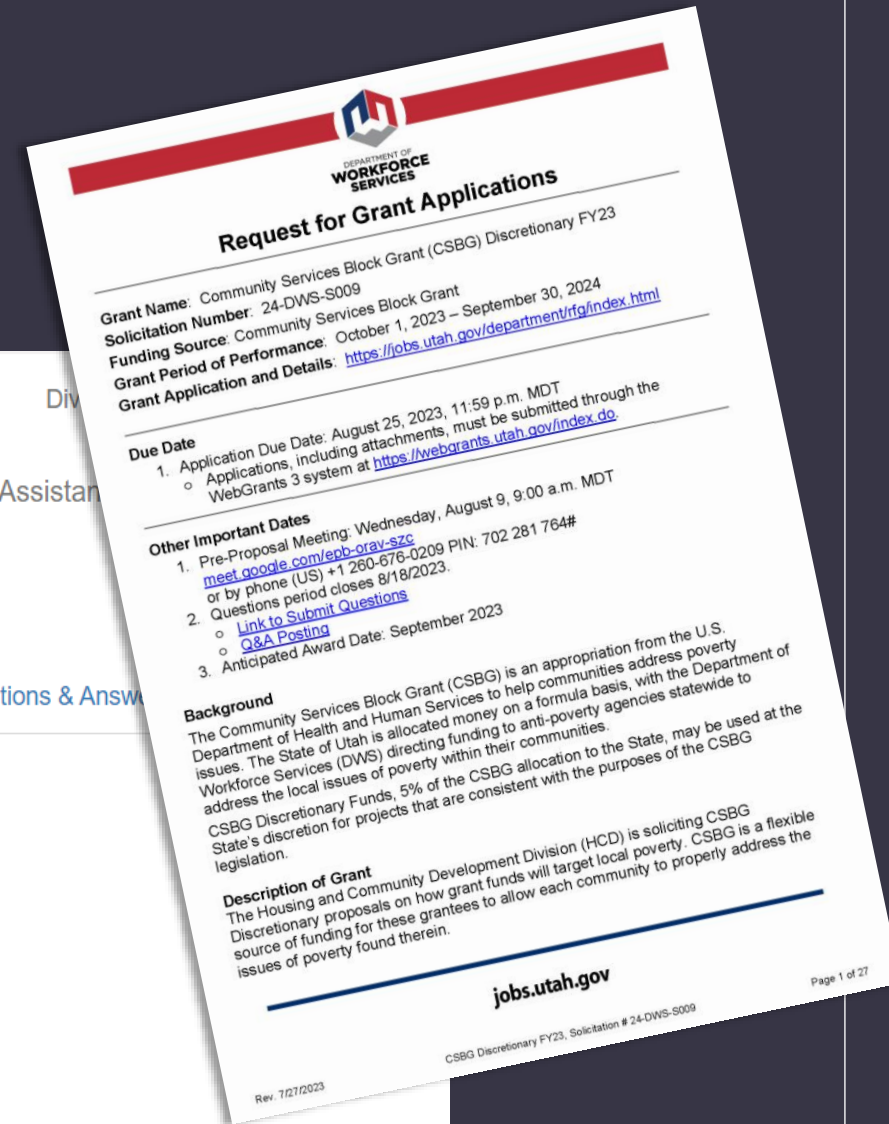 DEPARTMENT OF
WORKFORCE
SERVICES
Request for Grant Applications
Grant Name: Community Services Block Grant (CSBG) Discretionary FY23
Solicitation Number: 24-DWS-S009
Funding Source: Community Services Block Grant
Grant Period of Performance: October 1, 2023 – September 30, 2024
Grant Application and Details: https://jobs.utah.gov/department/rfg/index.html
Due Date
1. Application Due Date: August 25, 2023, 11:59 p.m. MDT
○ Applications, including attachments, must be submitted through the
WebGrants 3 system at https://webgrants.utah.gov/index.do.
Other Important Dates
1. Pre-Proposal Meeting: Wednesday, August 9, 9:00 a.m. MDT
meet.google.com/epb-orav-szc
or by phone (US) +1 260-676-0209 PIN: 702 281 764#
2. Questions period closes 8/18/2023.
○ Link to Submit Questions
○ Q&A Posting
3. Anticipated Award Date: September 2023
Background
The Community Services Block Grant (CSBG) is an appropriation from the U.S.
Department of Health and Human Services to help communities address poverty
issues. The State of Utah is allocated money on a formula basis, with the Department of
Workforce Services (DWS) directing funding to anti-poverty agencies statewide to
address the local issues of poverty within their communities.
CSBG Discretionary Funds, 5% of the CSBG allocation to the State, may be used at the
State's discretion for projects that are consistent with the purposes of the CSBG
legislation.
Description of Grant
The Housing and Community Development Division (HCD) is soliciting CSBG
Discretionary proposals on how grant funds will target local poverty. CSBG is a flexible
source of funding for these grantees to allow each community to properly address the
issues of poverty found therein.
jobs.utah.gov
Page 1 of 27
CSBG Discretionary FY23, Solicitation # 24-DWS-S009
Rev. 7/27/2023
Div
Assistan
tions & Answe